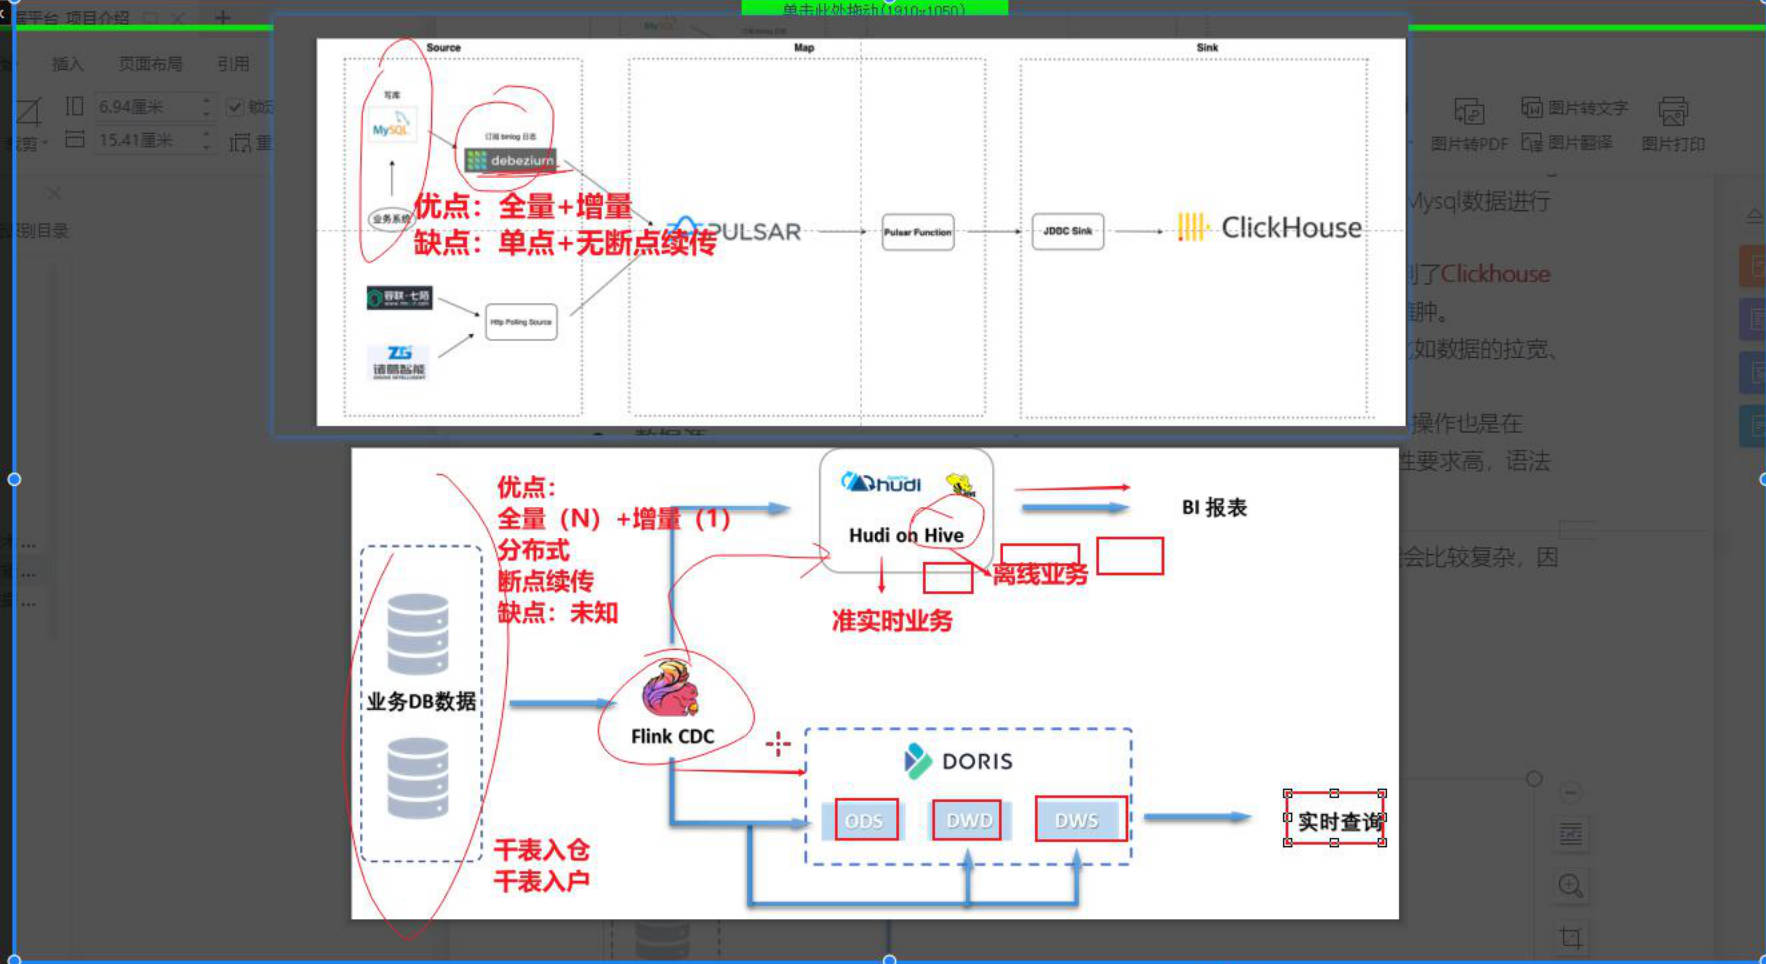 单击此处拖动(1910x1050)
平台 项目介绍
插入
页面布局
引用
6.94厘米
15.41厘米
裁剪
图片转PDF
图片转文字
图片翻译
图片打印
识别目录
Source
Map
Sink
写库
MySQL
订阅 binlog 日志
debezium
业务系统
优点：全量+增量
缺点：单点+无断点续传
PULSAR
Pulsar Function
JDBC Sink
ClickHouse
容联·七陌
Http Polling Source
ZG
诸葛智能
Mysql数据进行
到了Clickhouse
如数据的拉宽、
操作也是在
性要求高，语法
会比较复杂，因
优点：
全量（N）+增量（1）
分布式
断点续传
缺点：未知
hudi
Hudi on Hive
BI 报表
离线业务
准实时业务
业务DB数据
Flink CDC
DORIS
ODS
DWD
DWS
实时查询
千表入仓
千表入户